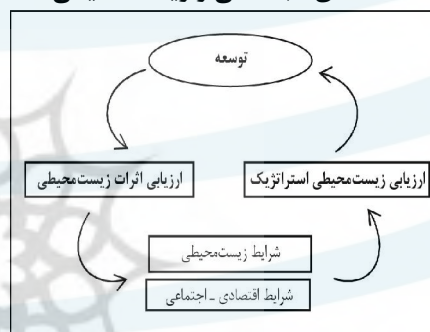 توسعه
ارزیابی زیست‌محیطی استراتژیک
ارزیابی اثرات زیست‌محیطی
شرایط زیست‌محیطی
شرایط اقتصادی ـ اجتماعی